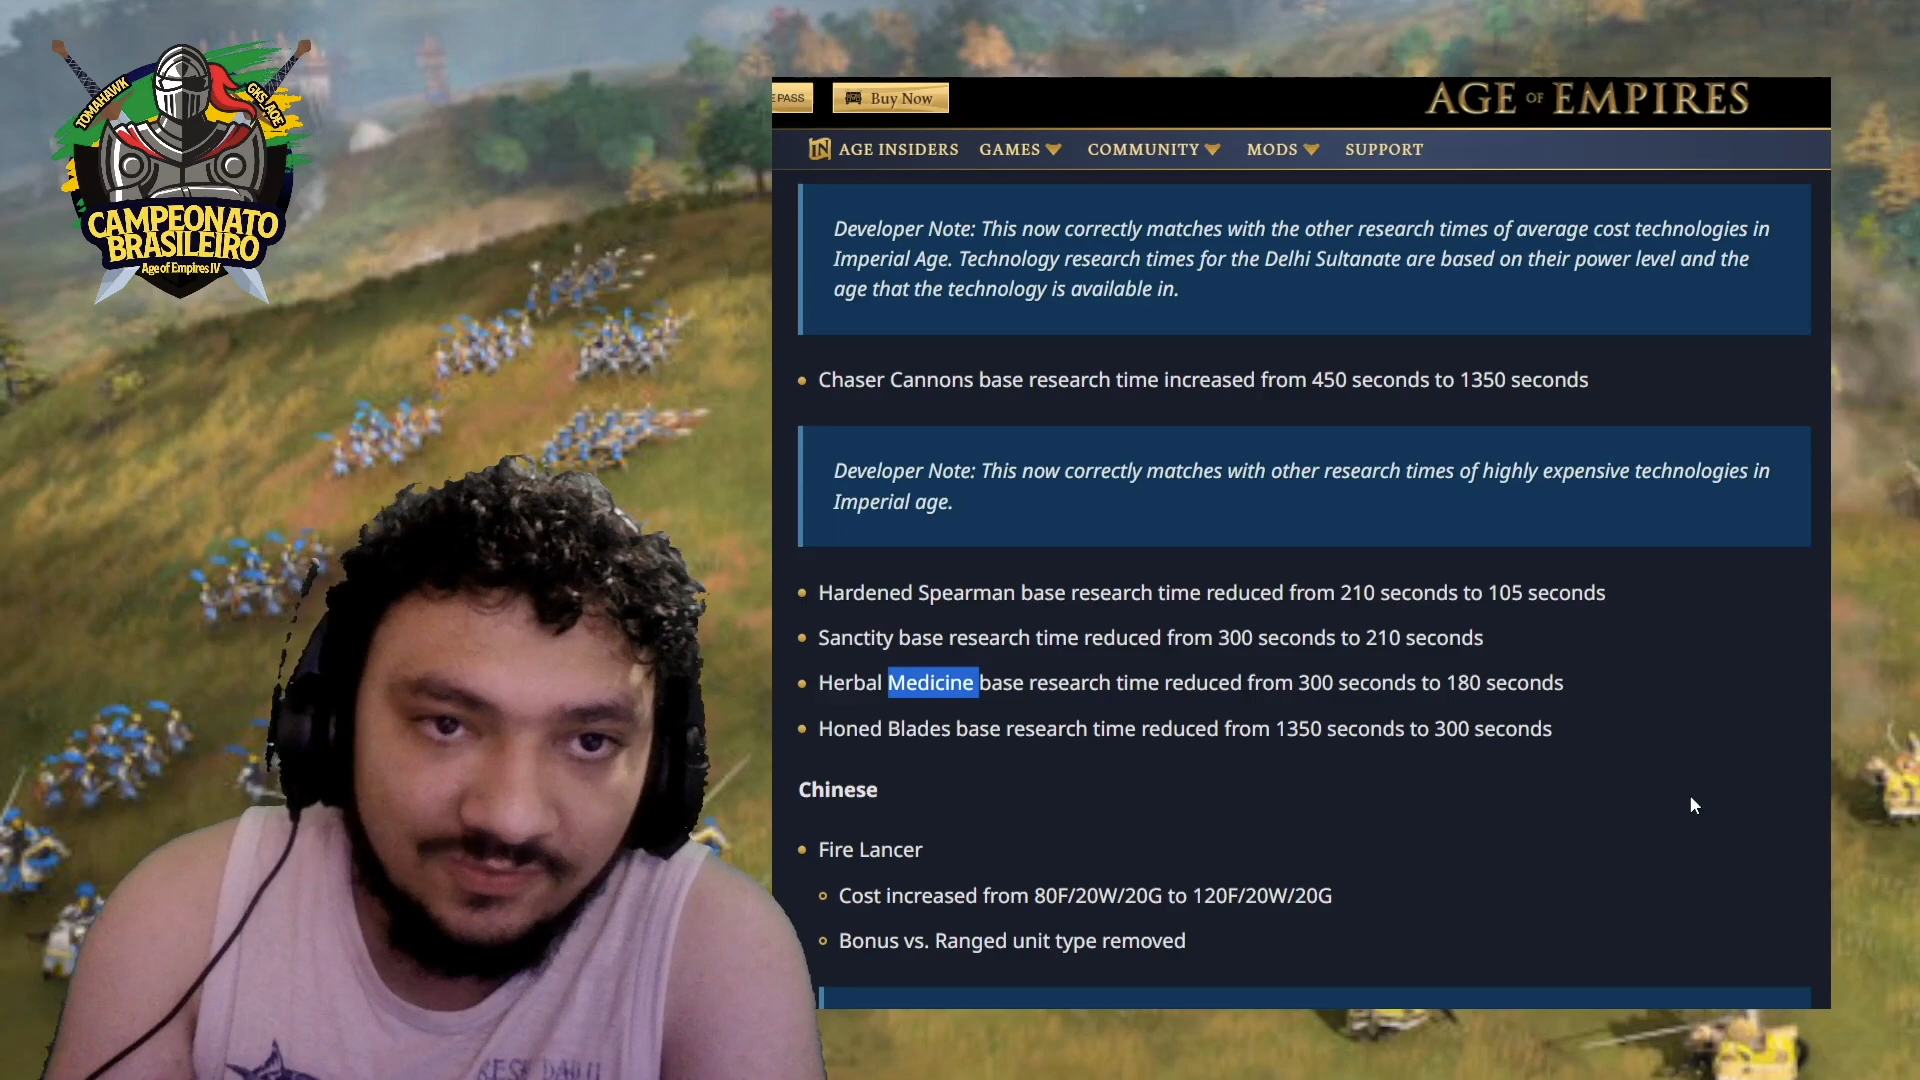 TOMAHAWK
GKS_AOE
CAMPEONATO
BRASILEIRO
Age of Empires IV
E PASS
Buy Now
AGE OF EMPIRES
IN AGE INSIDERS GAMES COMMUNITY MODS SUPPORT
Developer Note: This now correctly matches with the other research times of average cost technologies in
Imperial Age. Technology research times for the Delhi Sultanate are based on their power level and the
age that the technology is available in.
Chaser Cannons base research time increased from 450 seconds to 1350 seconds
Developer Note: This now correctly matches with other research times of highly expensive technologies in
Imperial age.
Hardened Spearman base research time reduced from 210 seconds to 105 seconds
Sanctity base research time reduced from 300 seconds to 210 seconds
Herbal Medicine base research time reduced from 300 seconds to 180 seconds
Honed Blades base research time reduced from 1350 seconds to 300 seconds
Chinese
Fire Lancer
Cost increased from 80F/20W/20G to 120F/20W/20G
Bonus vs. Ranged unit type removed